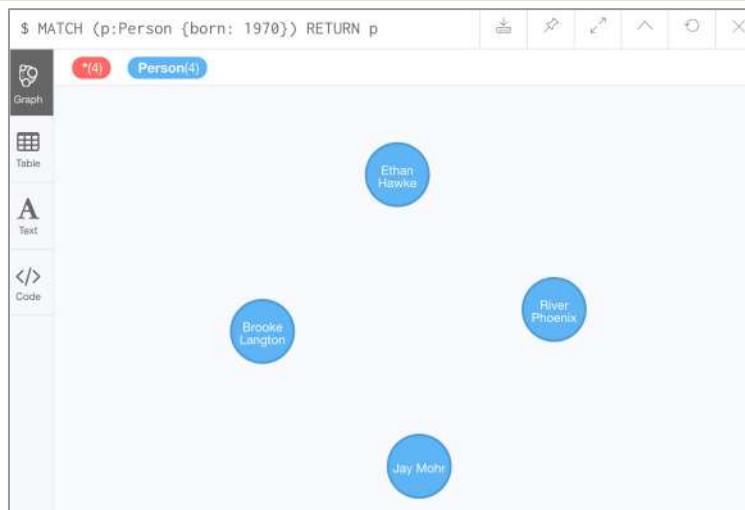 $ MATCH (p:Person {born: 1970}) RETURN p
*(4) Person(4)
Graph
Table
A
Text
</>
Code
Ethan
Hawke
River
Phoenix
Brooke
Langton
Jay Mohr